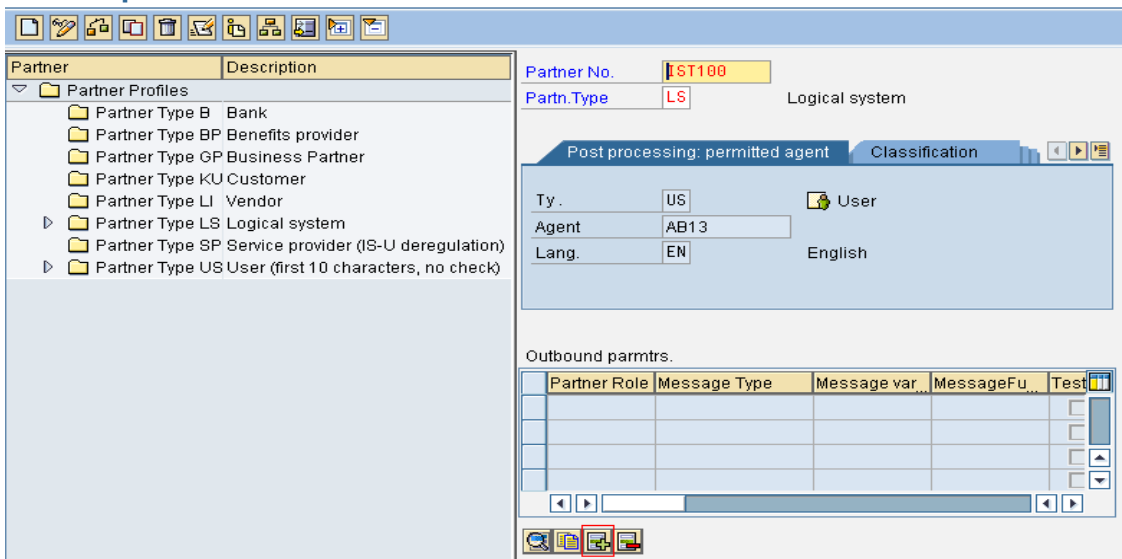 Partner Description
Partner Profiles
Partner Type B Bank
Partner Type BP Benefits provider
Partner Type GP Business Partner
Partner Type KU Customer
Partner Type LI Vendor
Partner Type LS Logical system
Partner Type SP Service provider (IS-U deregulation)
Partner Type US User (first 10 characters, no check)
Partner No. IST100
Partn.Type LS Logical system
Post processing: permitted agent Classification
Ty. US User
Agent AB13
Lang. EN English
Outbound parmtrs.
Partner Role Message Type Message var... MessageFu... Test